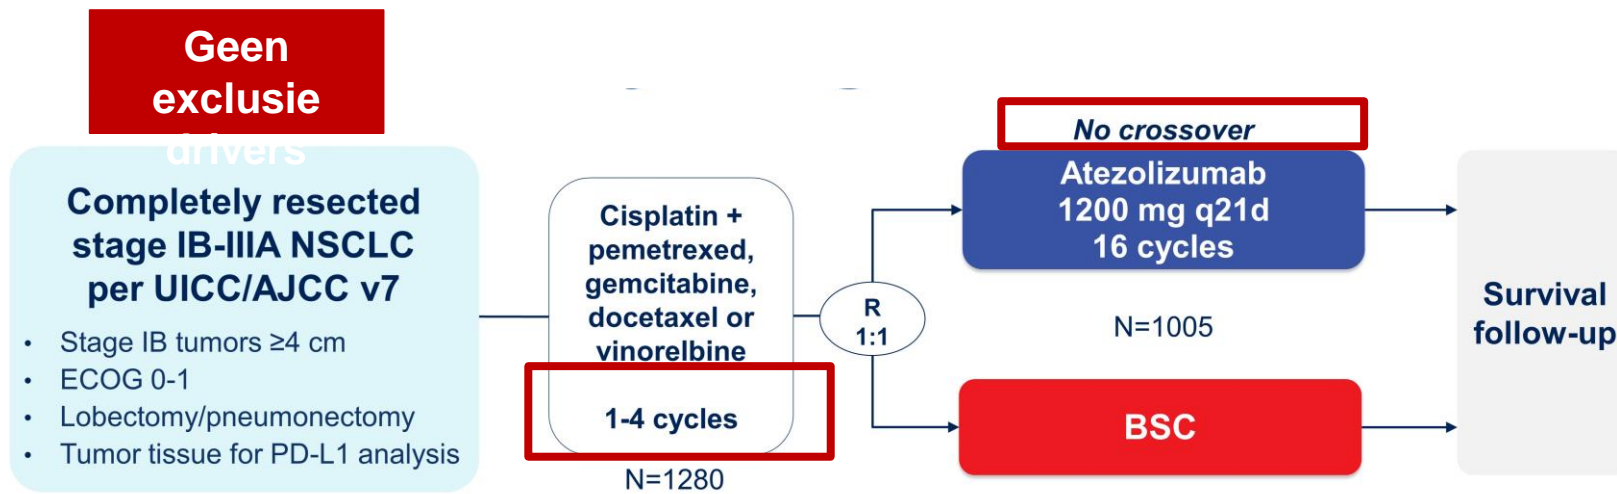 Geen
exclusie
drivers
Completely resected
stage IB-IIIA NSCLC
per UICC/AJCC v7
• Stage IB tumors ≥4 cm
• ECOG 0-1
• Lobectomy/pneumonectomy
• Tumor tissue for PD-L1 analysis
Cisplatin +
pemetrexed,
gemcitabine,
docetaxel or
vinorelbine
1-4 cycles
N=1280
R
1:1
No crossover
Atezolizumab
1200 mg q21d
16 cycles
N=1005
BSC
Survival
follow-up